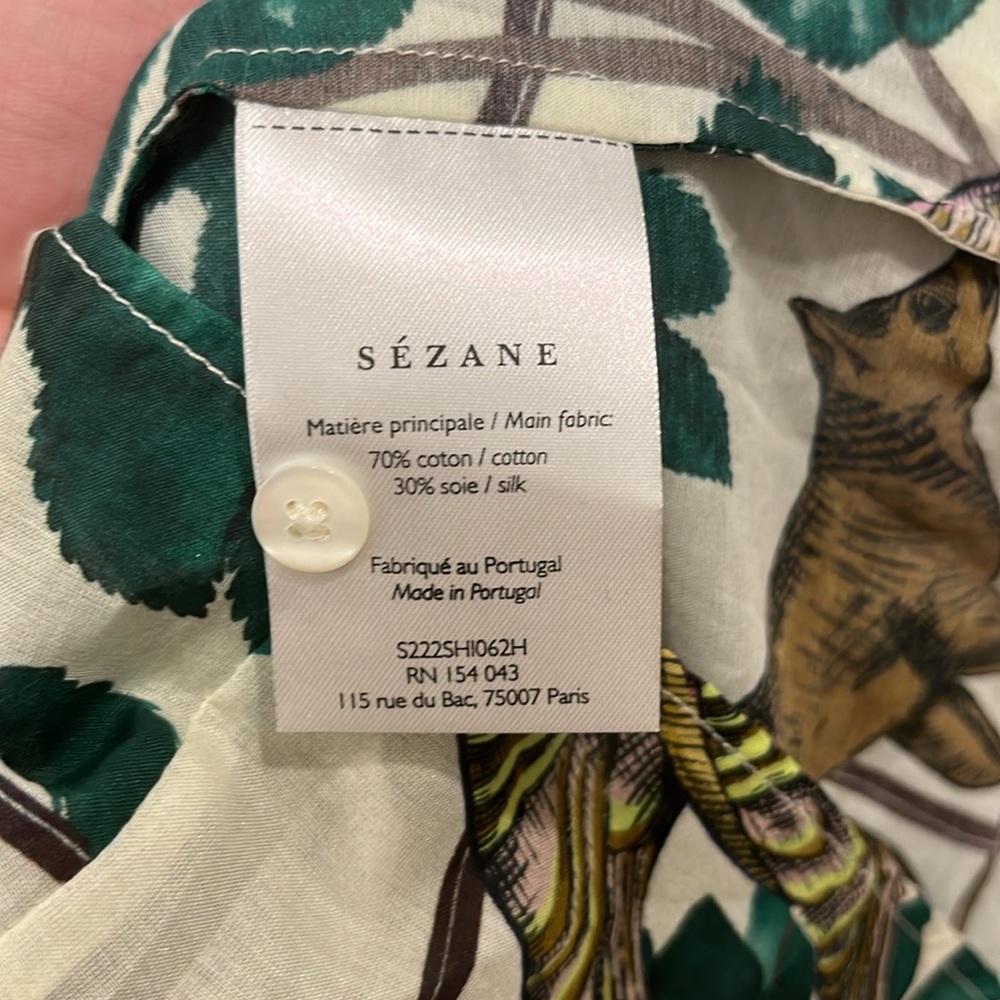 SÉZANE
Matière principale / Main fabric:
70% coton / cotton
30% soie / silk
Fabriqué au Portugal
Made in Portugal
S222SHI062H
RN 154 043
115 rue du Bac, 75007 Paris